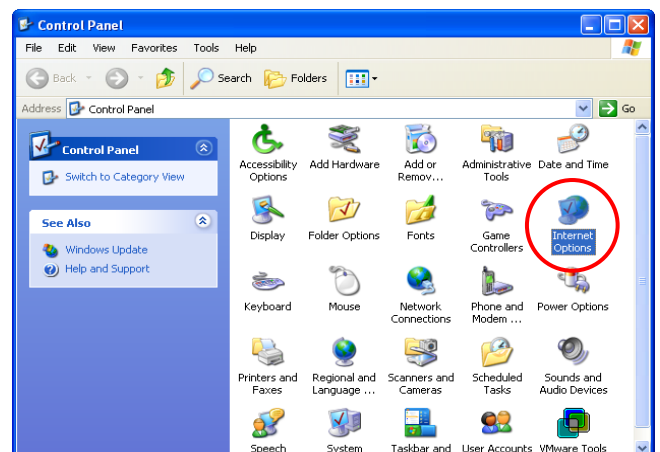 Control Panel
File Edit View Favorites Tools Help
Back Search Folders
Address Control Panel Go
Control Panel
Switch to Category View
See Also
Windows Update
Help and Support
Accessibility Options
Add Hardware
Add or Remov...
Administrative Tools
Date and Time
Display
Folder Options
Fonts
Game Controllers
Internet Options
Keyboard
Mouse
Network Connections
Phone and Modem ...
Power Options
Printers and Faxes
Regional and Language ...
Scanners and Cameras
Scheduled Tasks
Sounds and Audio Devices
Speech
System
Taskbar and
User Accounts
VMware Tools